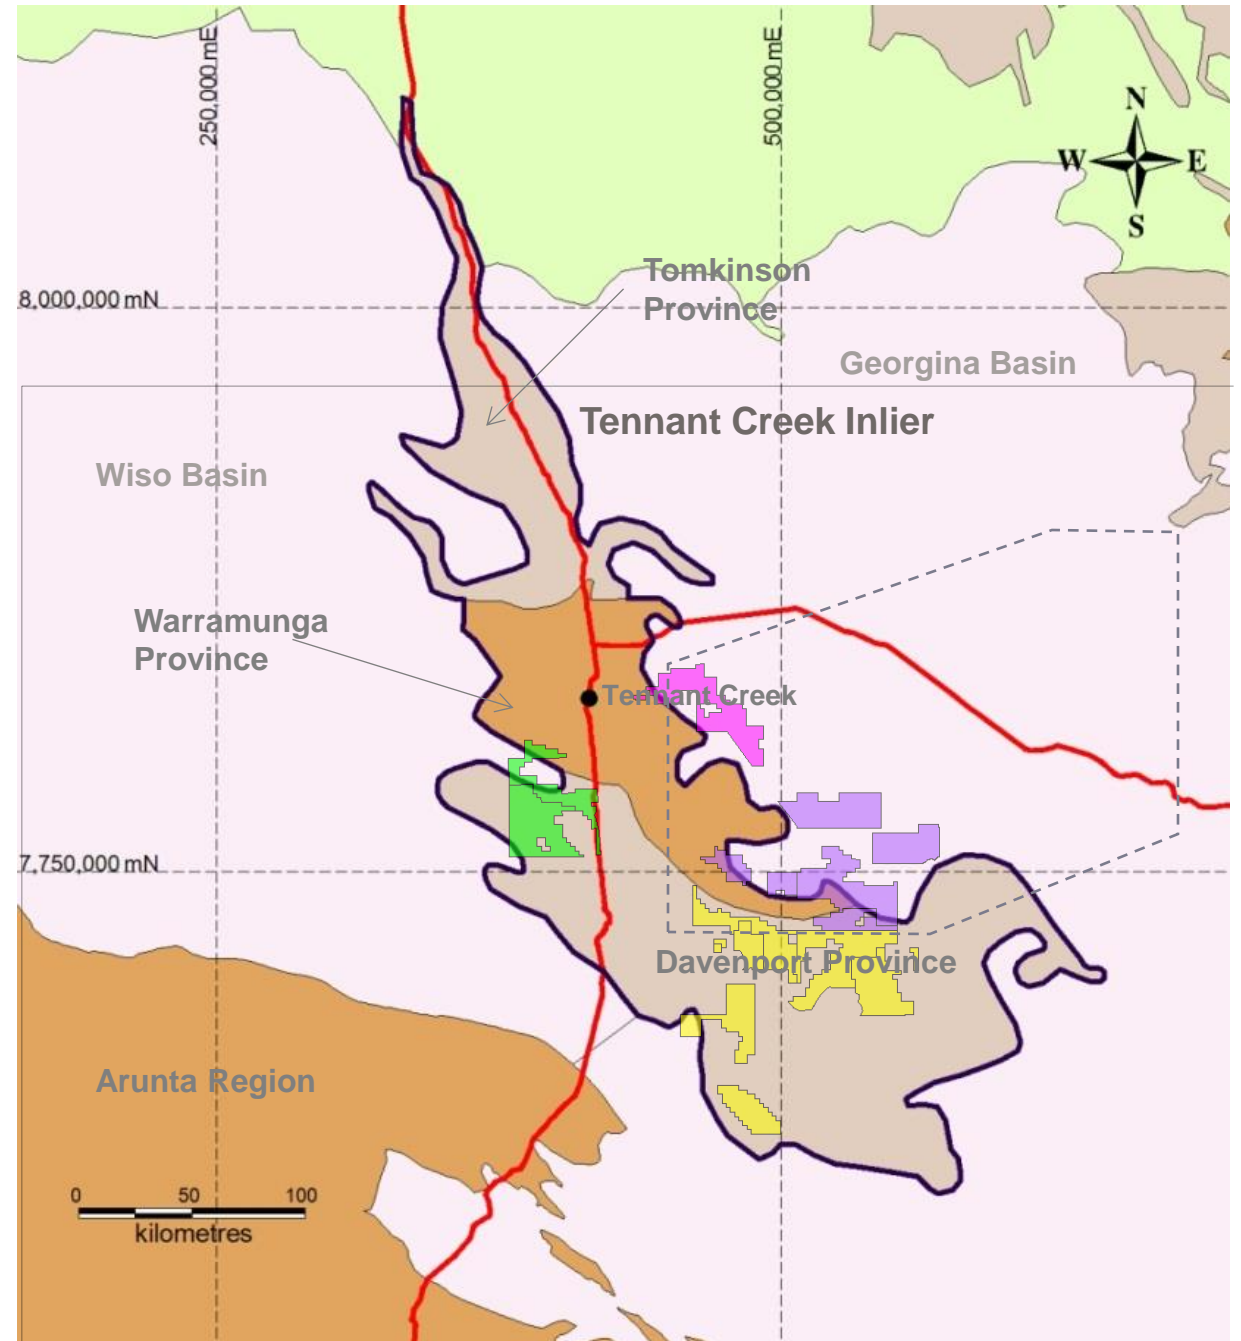 250,000 mE
500,000 mE
N
W
E
S
Tomkinson
Province
8,000,000 mN
Georgina Basin
Tennant Creek Inlier
Wiso Basin
Warramunga
Province
Tennant Creek
7,750,000 mN
Davenport Province
Arunta Region
0
50
100
kilometres